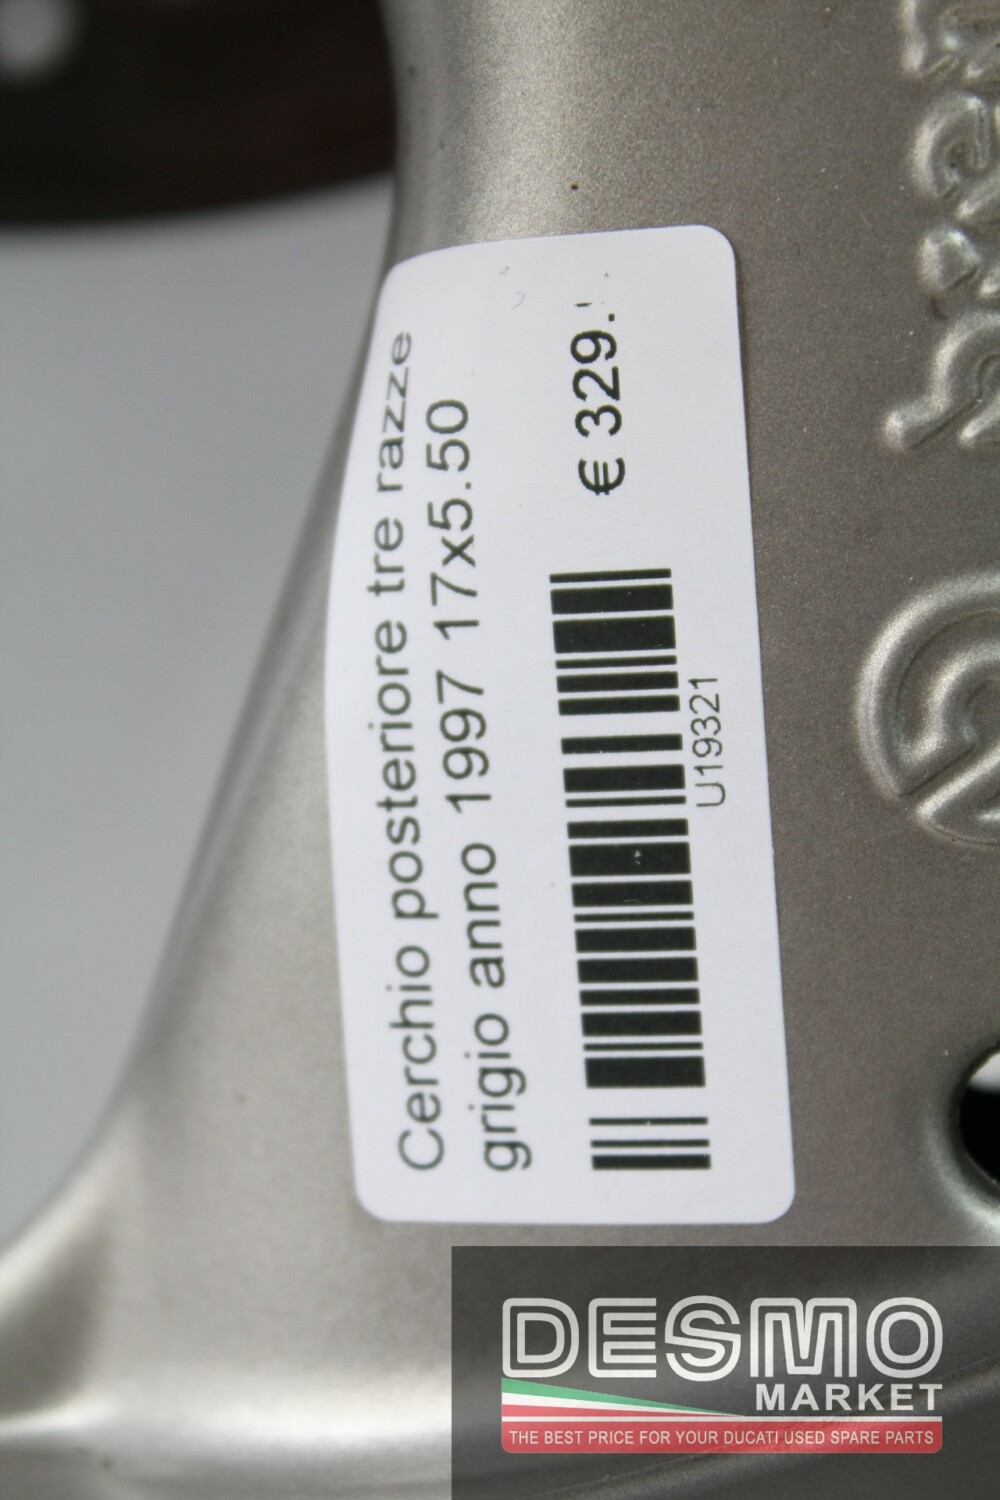 Cerchio posteriore tre razze
grigio anno 1997 17x5.50
€ 329.
U19321
DESMO
MARKET
THE BEST PRICE FOR YOUR DUCATI USED SPARE PARTS